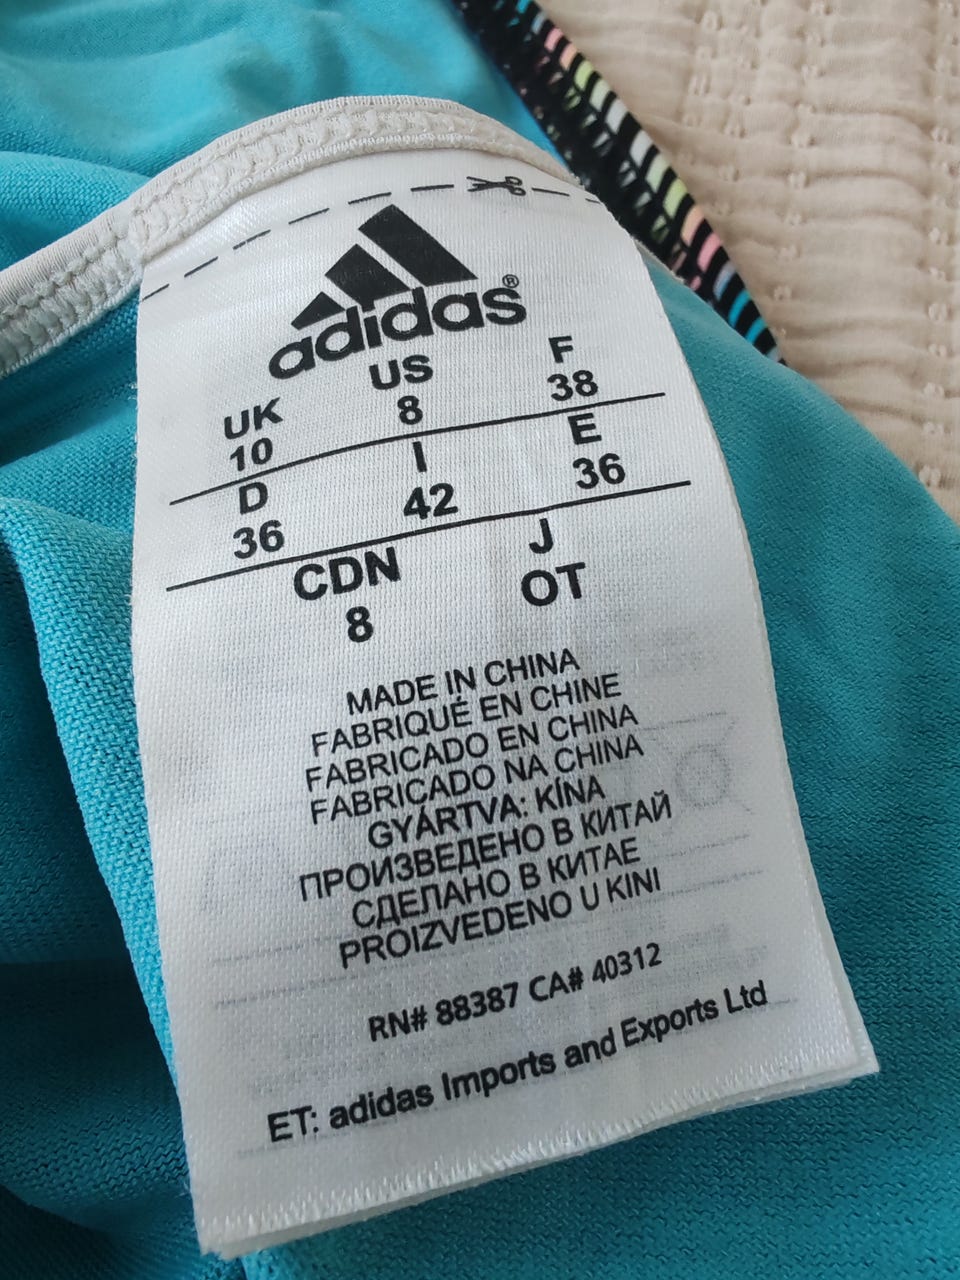 adidas®
UK US F
10 8 38
D I E
36 42 36
CDN J
8 OT
MADE IN CHINA
FABRIQUÉ EN CHINE
FABRICADO EN CHINA
FABRICADO NA CHINA
GYÁRTVA: KÍNA
ПРОИЗВЕДЕНО В КИТАЙ
СДЕЛАНО В КИТАЕ
PROIZVEDENO U KINI
RN# 88387 CA# 40312
ET: adidas Imports and Exports Ltd